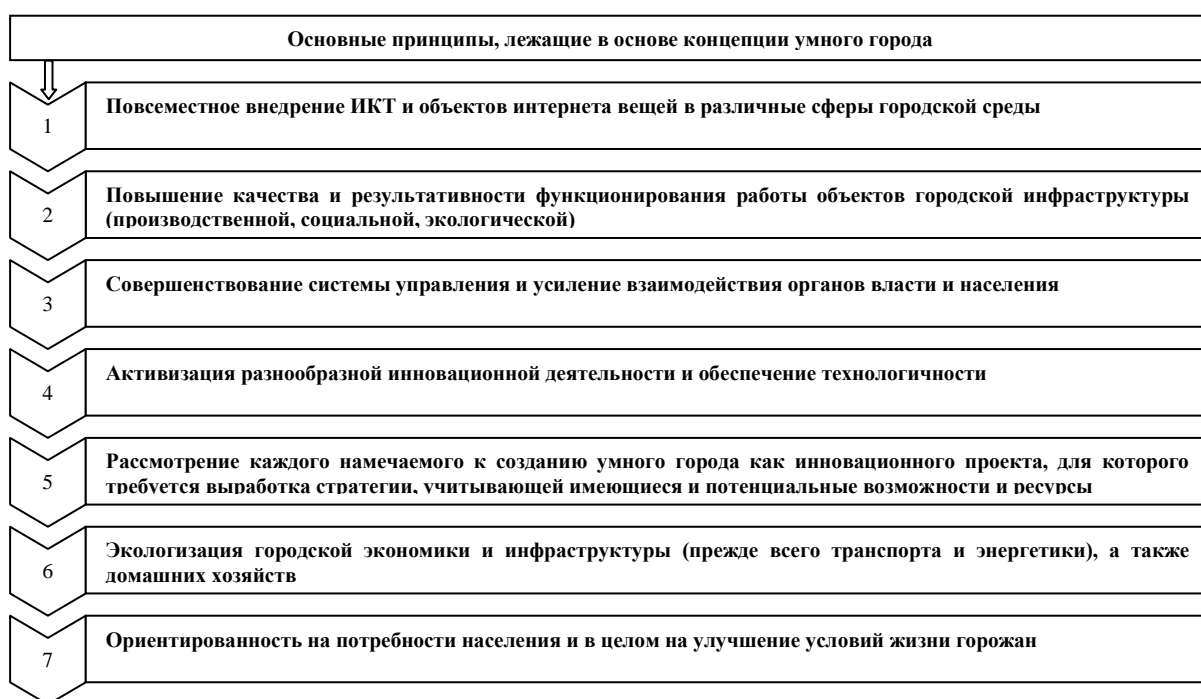 Основные принципы, лежащие в основе концепции умного города
1
Повсеместное внедрение ИКТ и объектов интернета вещей в различные сферы городской среды
2
Повышение качества и результативности функционирования работы объектов городской инфраструктуры
(производственной, социальной, экологической)
3
Совершенствование системы управления и усиление взаимодействия органов власти и населения
4
Активизация разнообразной инновационной деятельности и обеспечение технологичности
5
Рассмотрение каждого намечаемого к созданию умного города как инновационного проекта, для которого
требуется выработка стратегии, учитывающей имеющиеся и потенциальные возможности и ресурсы
6
Экологизация городской экономики и инфраструктуры (прежде всего транспорта и энергетики), а также
домашних хозяйств
7
Ориентированность на потребности населения и в целом на улучшение условий жизни горожан